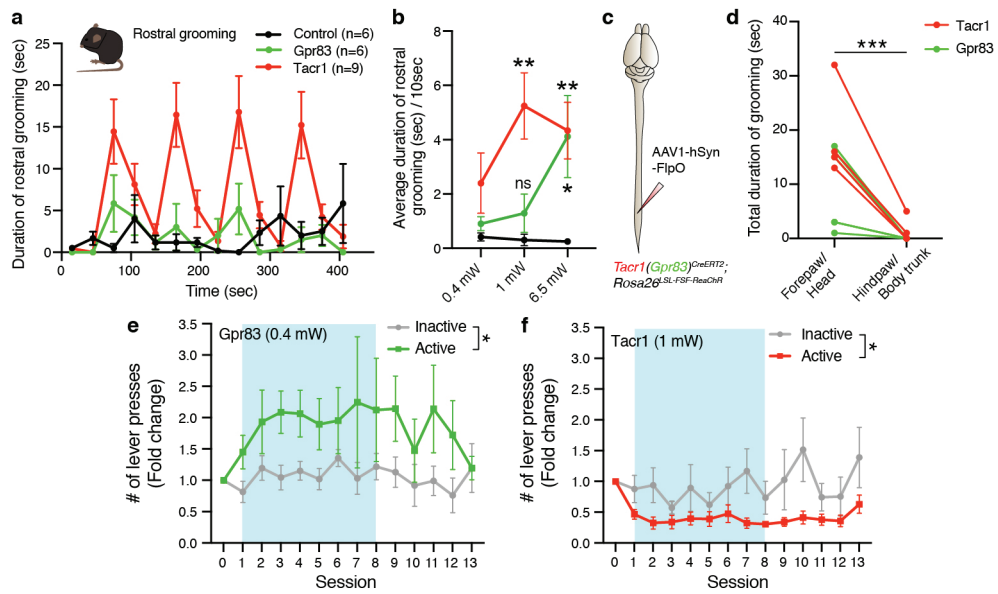 a
Rostral grooming
Control (n=6)
Gpr83 (n=6)
Tacr1 (n=9)
Duration of rostral grooming (sec)
25
20
15
10
5
0
0
100
200
300
400
Time (sec)
b
Average duration of rostral
grooming (sec) / 10sec
8
6
4
2
0
**
**
ns
*
0.4 mW
1 mW
6.5 mW
c
AAV1-hSyn
-FlpO
Tacr1(Gpr83)CreERT2;
Rosa26LSL-FSF-ReaChR
d
Total duration of grooming (sec)
40
30
20
10
0
***
Tacr1
Gpr83
Forepaw/
Head
Hindpaw/
Body trunk
e
# of lever presses
(Fold change)
3.5
3.0
2.5
2.0
1.5
1.0
0.5
0.0
Gpr83 (0.4 mW)
Inactive
Active
*
0 1 2 3 4 5 6 7 8 9 10 11 12 13
Session
f
# of lever presses
(Fold change)
3.5
3.0
2.5
2.0
1.5
1.0
0.5
0.0
Tacr1 (1 mW)
Inactive
Active
*
0 1 2 3 4 5 6 7 8 9 10 11 12 13
Session